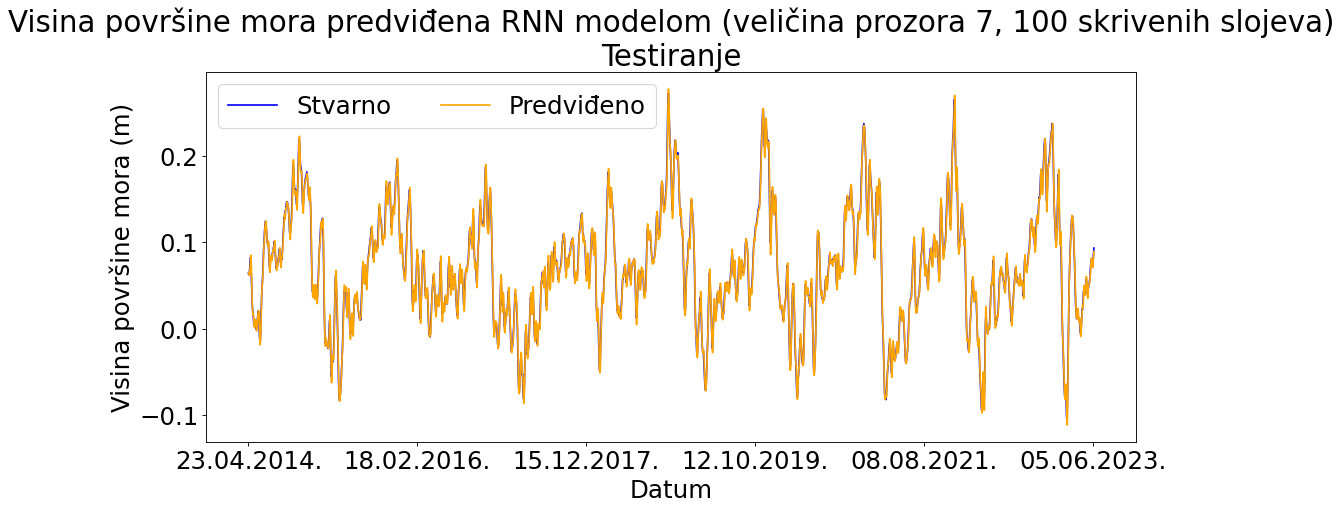 Visina površine mora predviđena RNN modelom (veličina prozora 7, 100 skrivenih slojeva)
Testiranje
Stvarno
Predviđeno
Visina površine mora (m)
0.2
0.1
0.0
−0.1
23.04.2014.
18.02.2016.
15.12.2017.
12.10.2019.
08.08.2021.
05.06.2023.
Datum